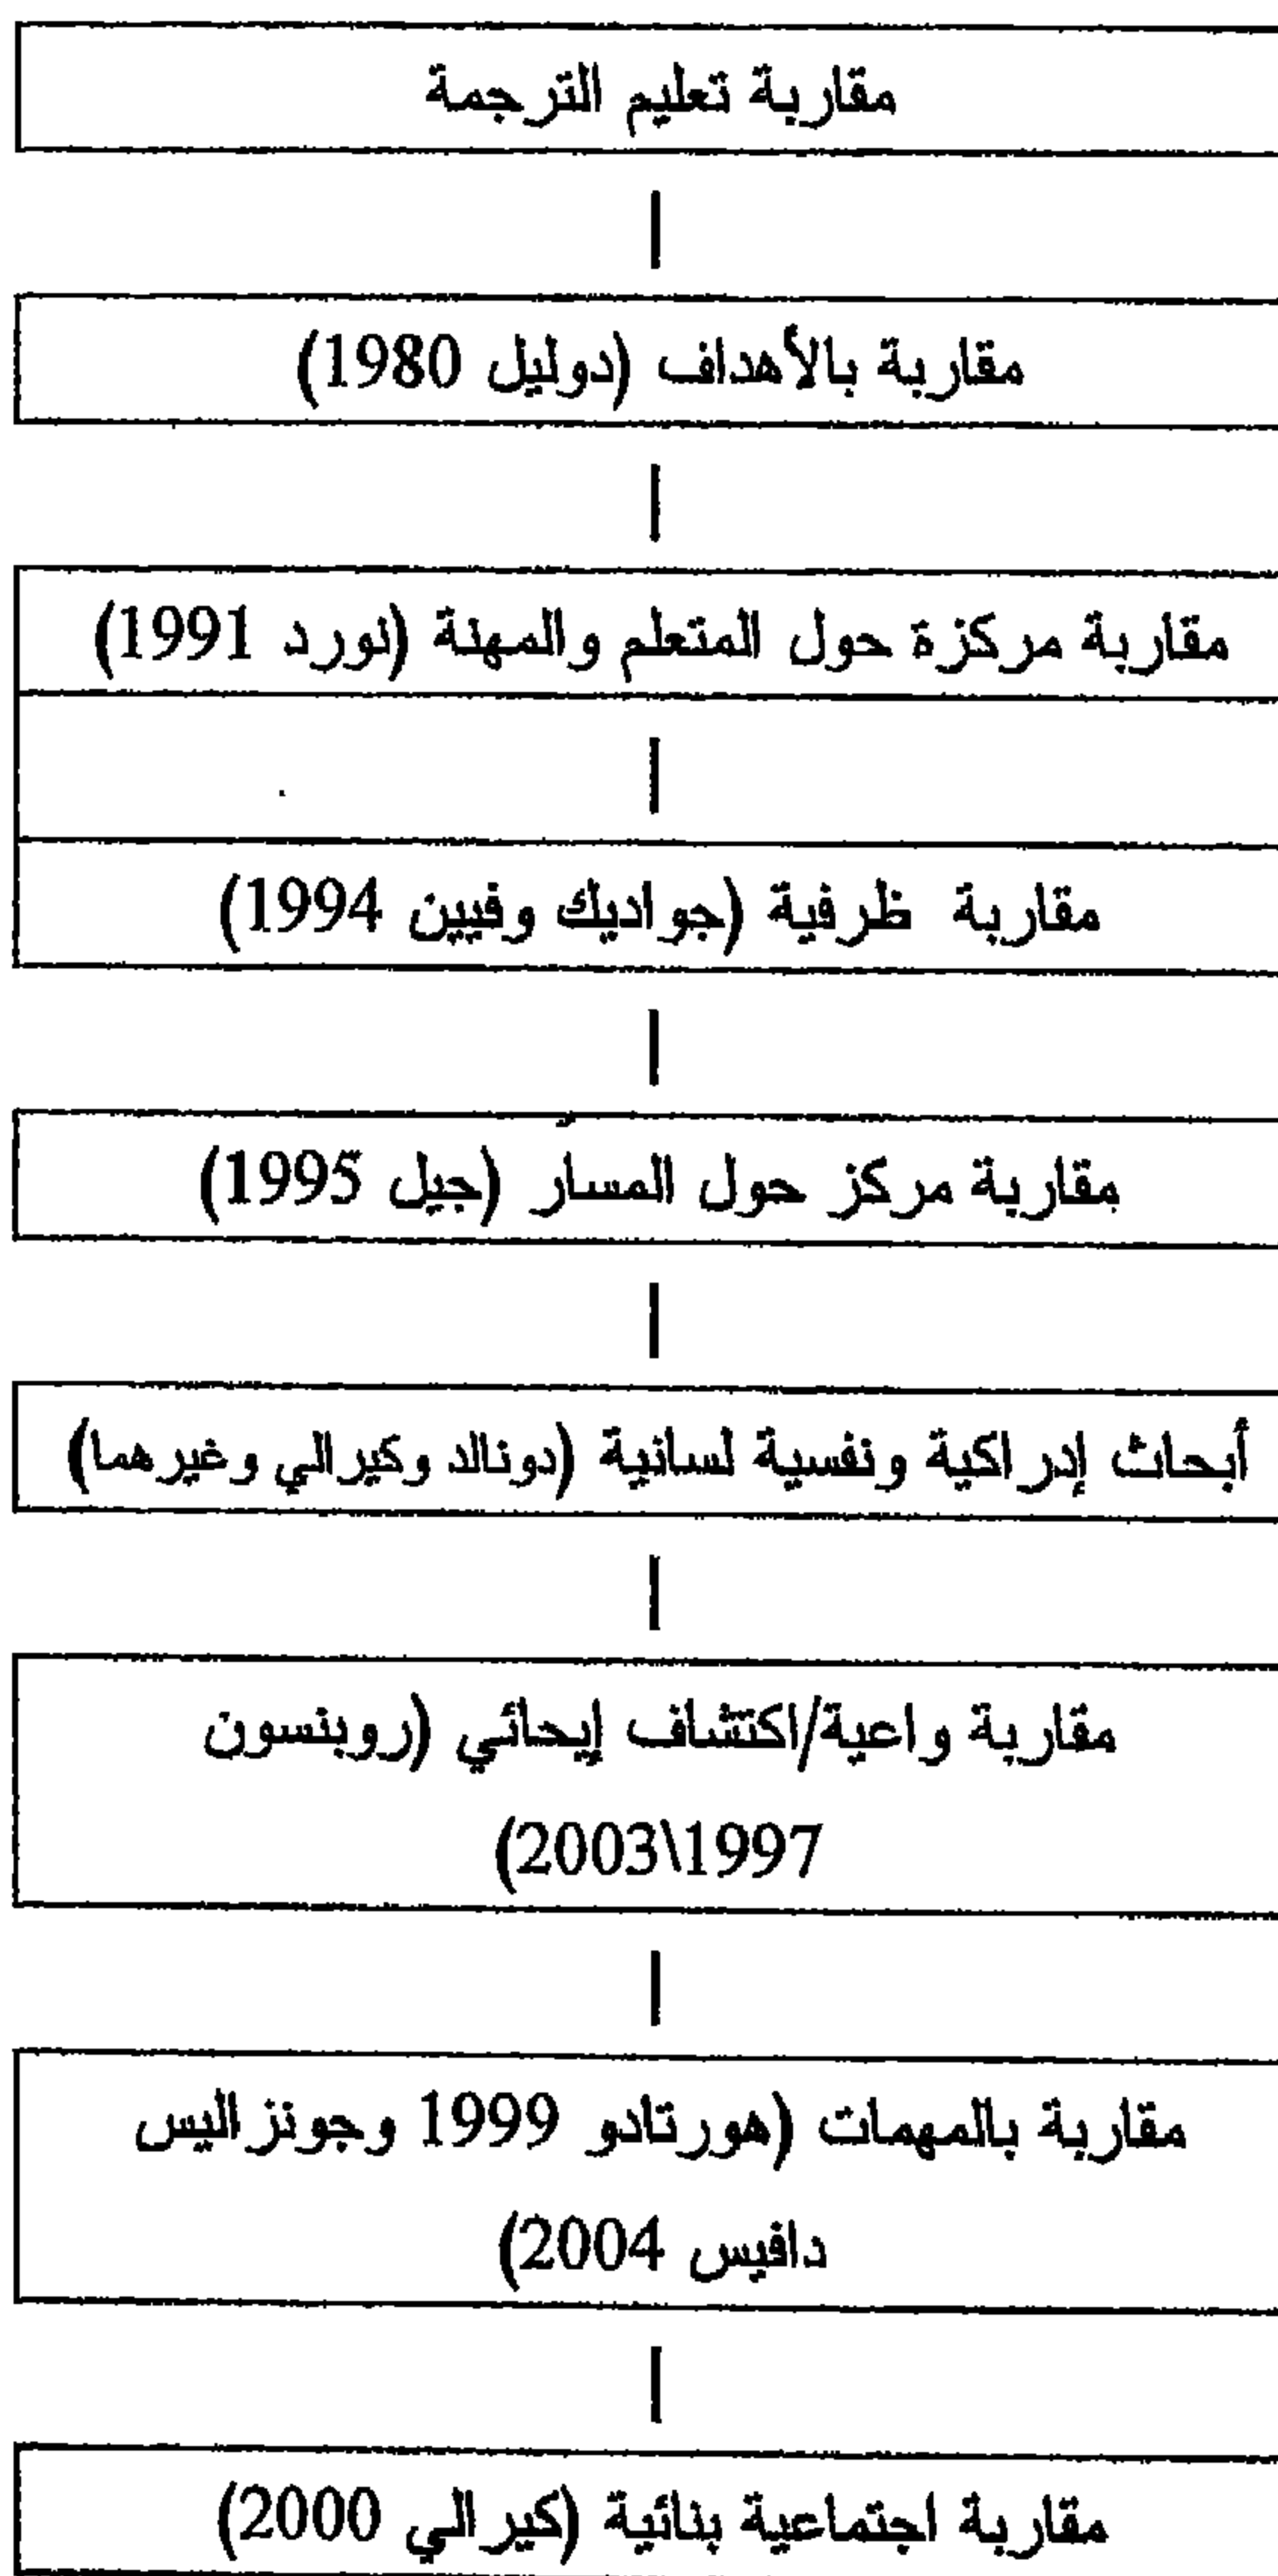 مقاربة تعليم الترجمة
مقاربة بالأهداف (دوليل 1980)
مقاربة مركزة حول المتعلم والمهنة (نورد 1991)
مقاربة ظرفية (جواديك وفيين 1994)
مقاربة مركز حول المسار (جيل 1995)
أبحاث إدراكية ونفسية لسانية (دونالد وكيرالي وغيرهما)
مقاربة واعية/اكتشاف إيحائي (روبنسون
1997\2003)
مقاربة بالمهمات (هورتادو 1999 وجونزاليس
دافيس 2004)
مقاربة اجتماعية بنائية (كيرالي 2000)